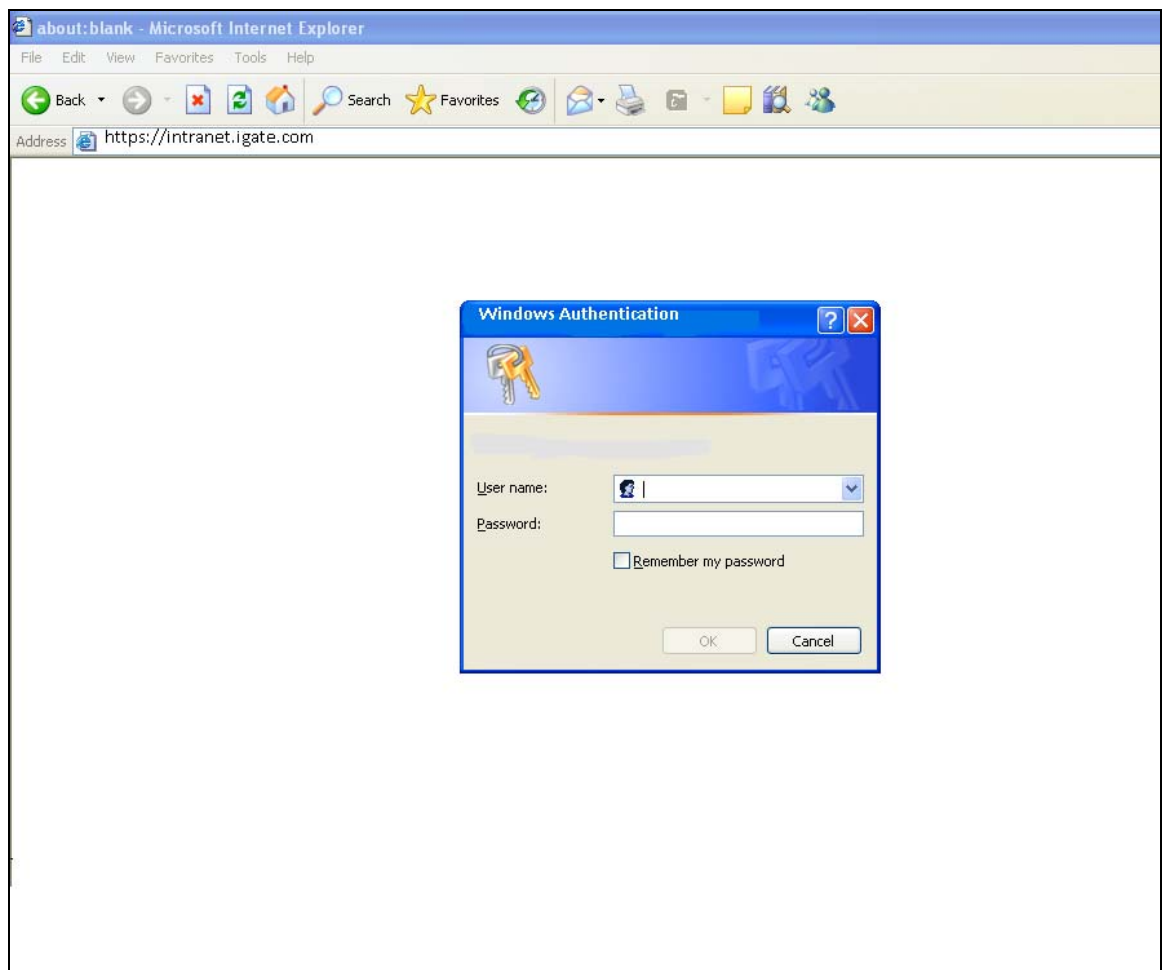 about:blank - Microsoft Internet Explorer
File Edit View Favorites Tools Help
Back Search Favorites
Address https://intranet.igate.com
Windows Authentication
User name:
Password:
Remember my password
OK Cancel